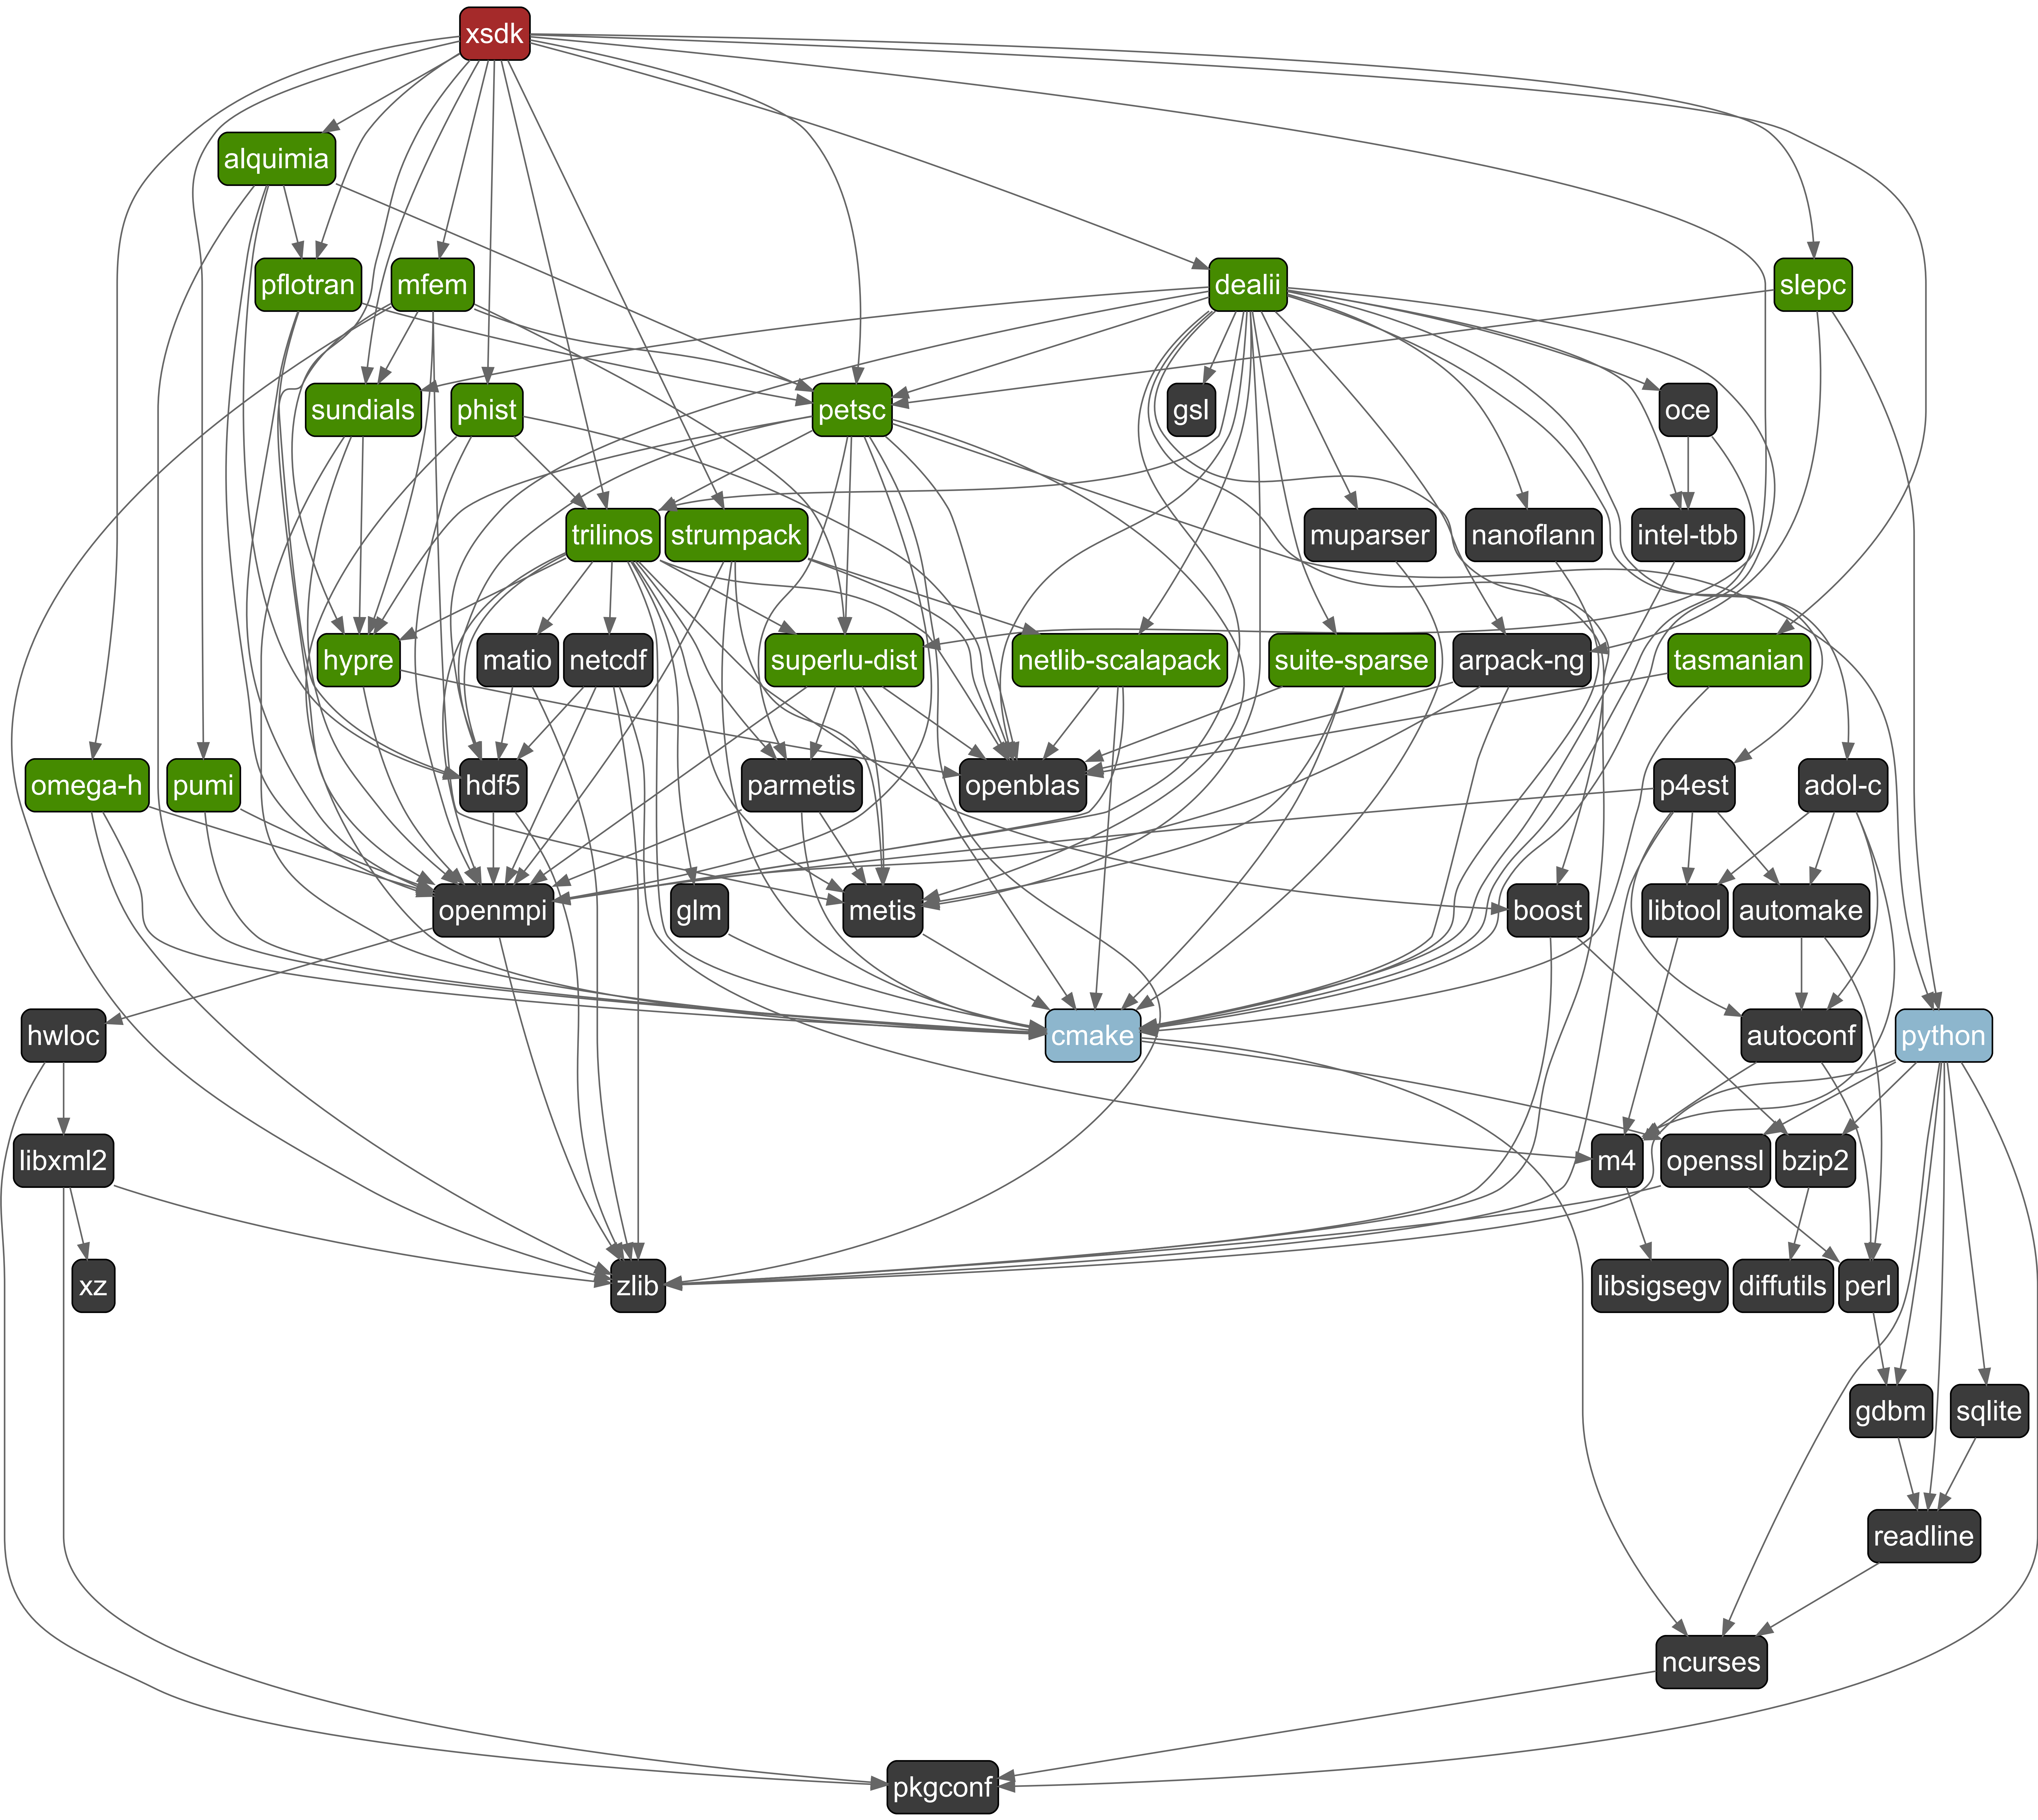 xsdk
alquimia
pflotran
mfem
dealii
slepc
sundials
phist
petsc
gsl
oce
trilinos
strumpack
muparser
nanoflann
intel-tbb
hypre
matio
netcdf
superlu-dist
netlib-scalapack
suite-sparse
arpack-ng
tasmanian
omega-h
pumi
hdf5
parmetis
openblas
p4est
adol-c
openmpi
glm
metis
boost
libtool
automake
hwloc
cmake
autoconf
python
libxml2
m4
openssl
bzip2
xz
zlib
libsigsegv
diffutils
perl
gdbm
sqlite
readline
ncurses
pkgconf